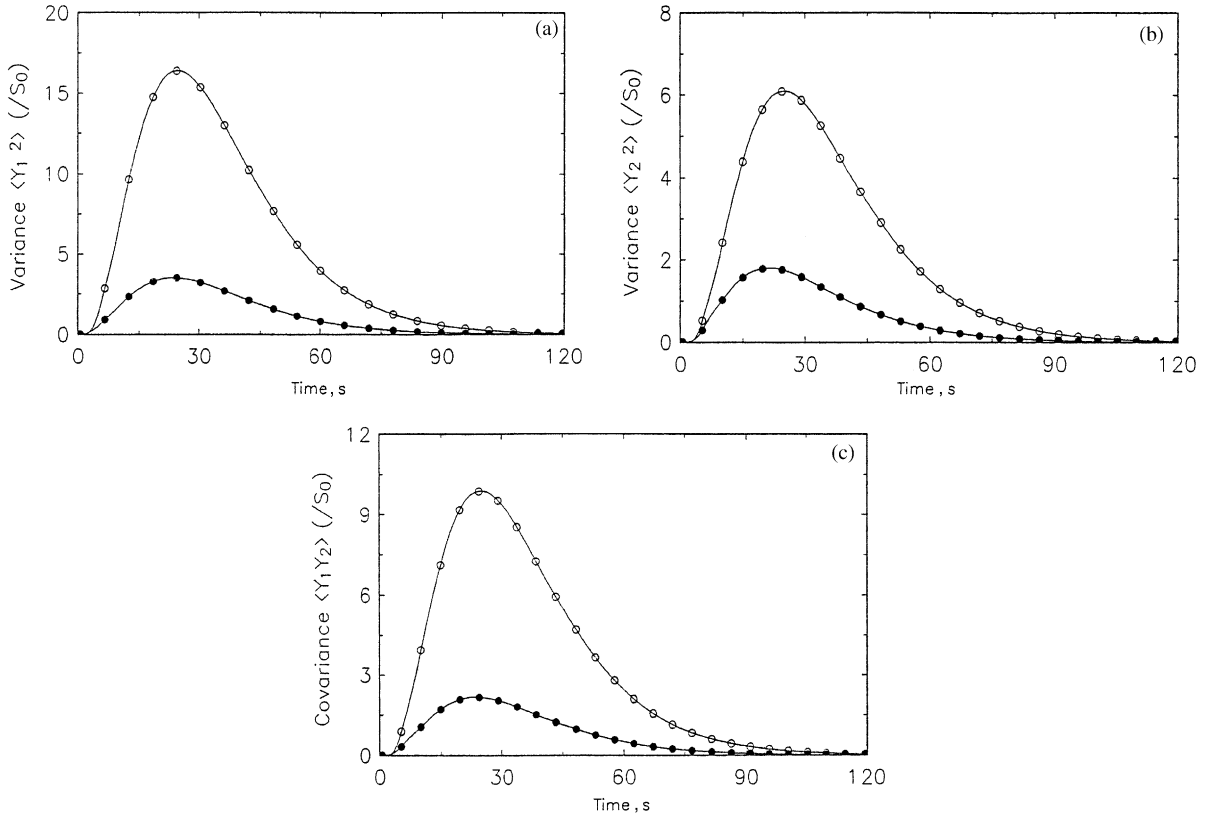 (a)
Variance <Y₁ ²> (/S₀)
20
15
10
5
0
0 30 60 90 120
Time,s
(b)
Variance <Y₂ ²> (/S₀)
8
6
4
2
0
0 30 60 90 120
Time,s
(c)
Covariance <Y₁Y₂> (/S₀)
12
9
6
3
0
0 30 60 90 120
Time,s